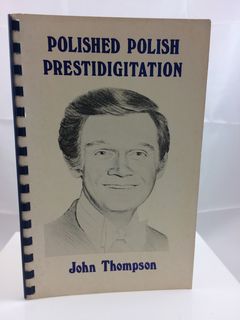 POLISHED POLISH
PRESTIDIGITATION
John Thompson